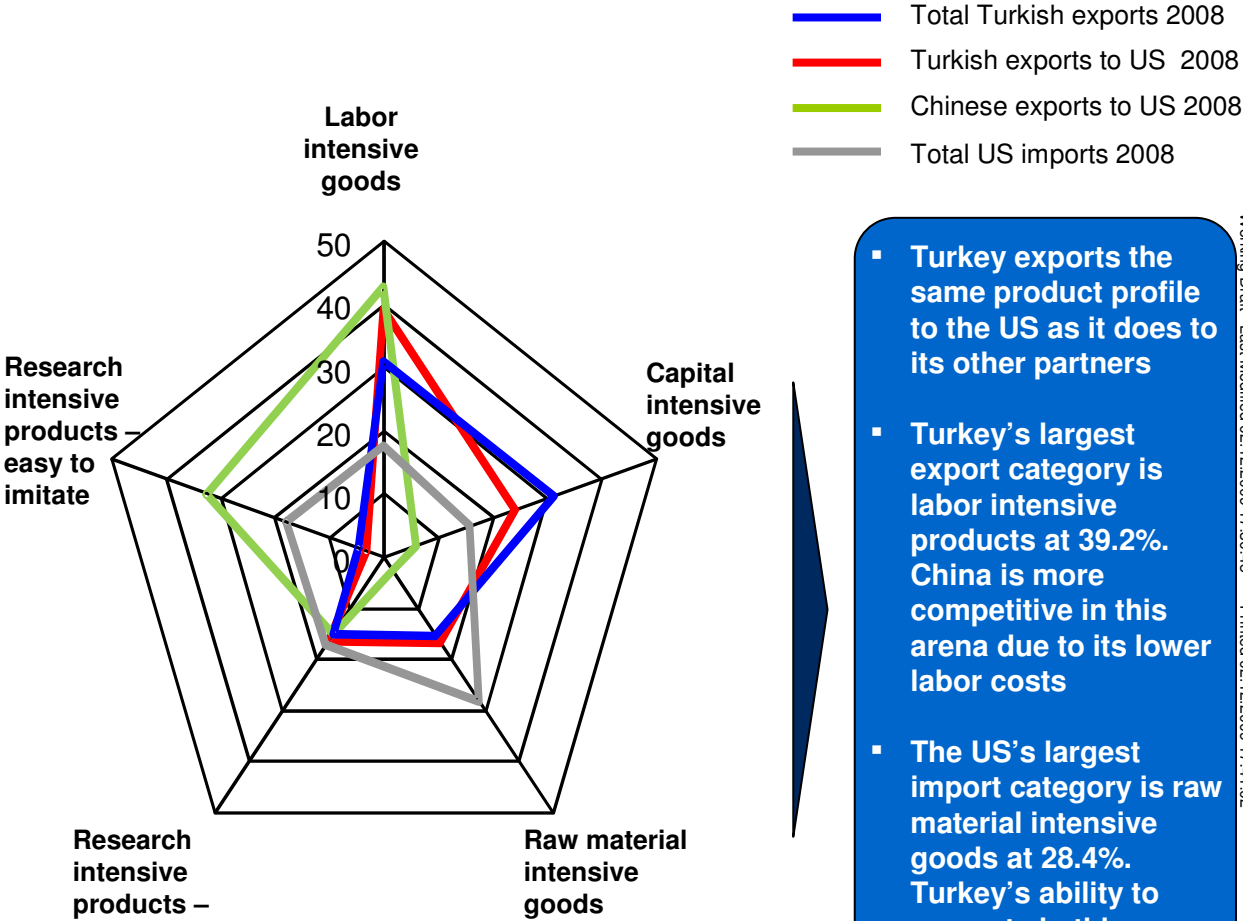 Total Turkish exports 2008
Turkish exports to US 2008
Chinese exports to US 2008
Total US imports 2008
Labor
intensive
goods
50
40
30
20
10
0
Capital
intensive
goods
Research
intensive
products –
easy to
imitate
Research
intensive
products –
Raw material
intensive
goods
▪ Turkey exports the
same product profile
to the US as it does to
its other partners
▪ Turkey’s largest
export category is
labor intensive
products at 39.2%.
China is more
competitive in this
arena due to its lower
labor costs
▪ The US’s largest
import category is raw
material intensive
goods at 28.4%.
Turkey’s ability to